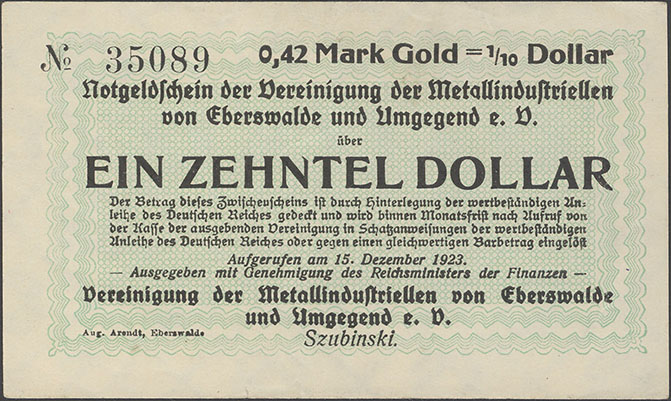 № 35089 0,42 Mark Gold = 1/10 Dollar
Notgeldschein der Vereinigung der Metallindustriellen
von Eberswalde und Umgegend e. V.
über
EIN ZEHNTEL DOLLAR
Der Betrag dieses Zwischenscheins ist durch Hinterlegung der wertbeständigen An-
leihe des Deutschen Reiches gedeckt und wird binnen Monatsfrist nach Aufruf von
der Kasse der ausgebenden Vereinigung in Schatzanweisungen der wertbeständigen
Anleihe des Deutschen Reiches oder gegen einen gleichwertigen Barbetrag eingelöst
Aufgerufen am 15. Dezember 1923.
— Ausgegeben mit Genehmigung des Reichsministers der Finanzen —
Vereinigung der Metallindustriellen von Eberswalde
und Umgegend e. V.
Aug. Arendt, Eberswalde
Szubinski.